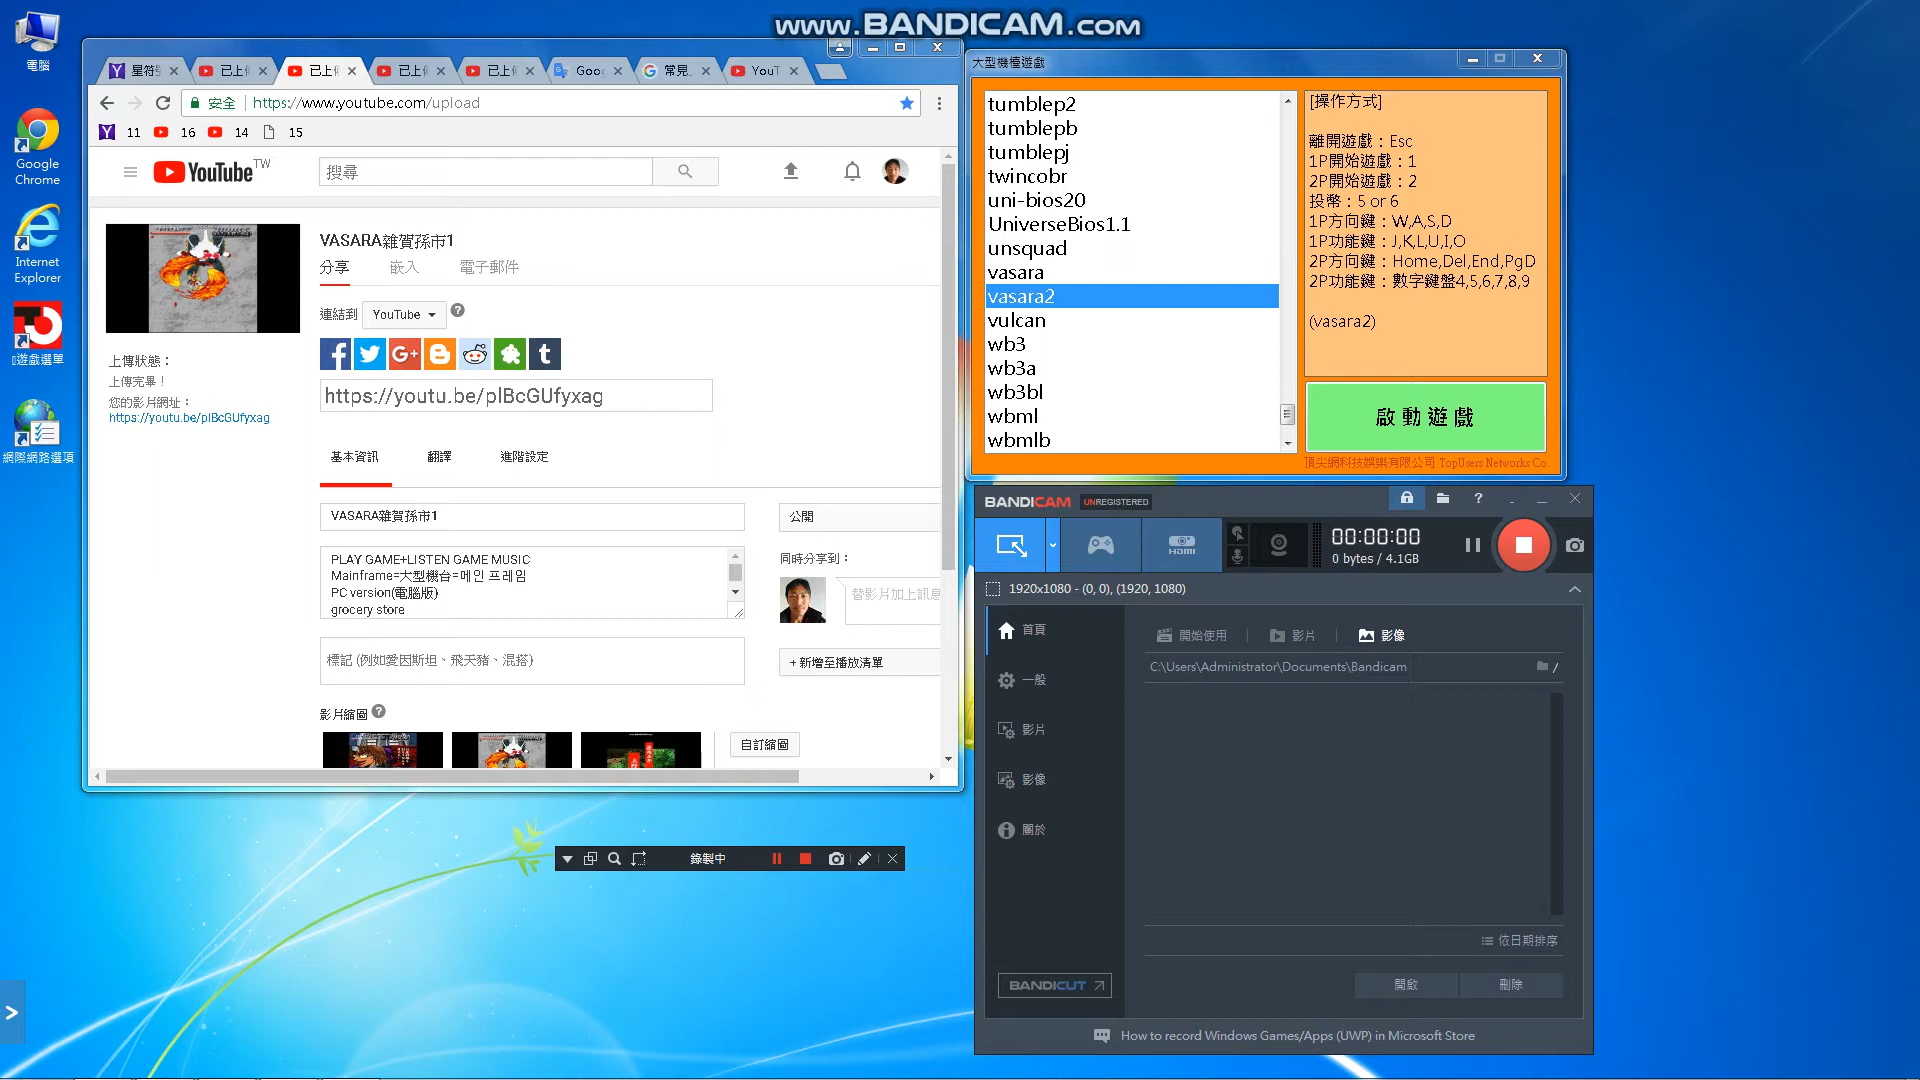 www.BANDICAM.com
電腦
Google
Chrome
Internet
Explorer
遊戲選單
網際網路選項
星符
已上
已上
已上
已上
Goog
常見
YouT
安全
https://www.youtube.com/upload
11
16
14
15
YouTube TW
搜尋
VASARA雜賀孫市1
分享
嵌入
電子郵件
連結到
YouTube
上傳狀態：
上傳完畢！
您的影片網址：
https://youtu.be/plBcGUfyxag
https://youtu.be/plBcGUfyxag
基本資訊
翻譯
進階設定
VASARA雜賀孫市1
公開
PLAY GAME+LISTEN GAME MUSIC
Mainframe=大型機台=메인 프레임
PC version(電腦版)
grocery store
同時分享到：
替影片加上訊息
標記 (例如愛因斯坦、飛天豬、混搭)
+ 新增至播放清單
影片縮圖
自訂縮圖
錄製中
大型機檯遊戲
tumblep2
tumblepb
tumblepj
twincobr
uni-bios20
UniverseBios1.1
unsquad
vasara
vasara2
vulcan
wb3
wb3a
wb3bl
wbml
wbmlb
[操作方式]
離開遊戲：Esc
1P開始遊戲：1
2P開始遊戲：2
投幣：5 or 6
1P方向鍵：W,A,S,D
1P功能鍵：J,K,L,U,I,O
2P方向鍵：Home,Del,End,PgD
2P功能鍵：數字鍵盤4,5,6,7,8,9
(vasara2)
啟動遊戲
頂尖網科技娛樂有限公司 TopUsers Networks Co.
BANDICAM
UNREGISTERED
HDMI
00:00:00
0 bytes / 4.1GB
1920x1080 - (0, 0), (1920, 1080)
首頁
一般
影片
影像
關於
開始使用
影片
影像
C:\Users\Administrator\Documents\Bandicam
依日期排序
開啟
刪除
BANDICUT
How to record Windows Games/Apps (UWP) in Microsoft Store